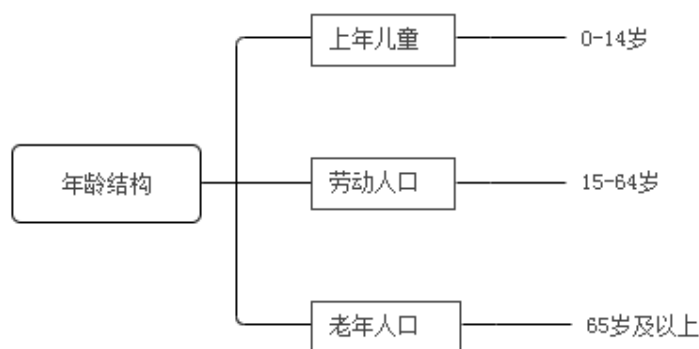 上年儿童
0-14岁
年龄结构
劳动人口
15-64岁
老年人口
65岁及以上